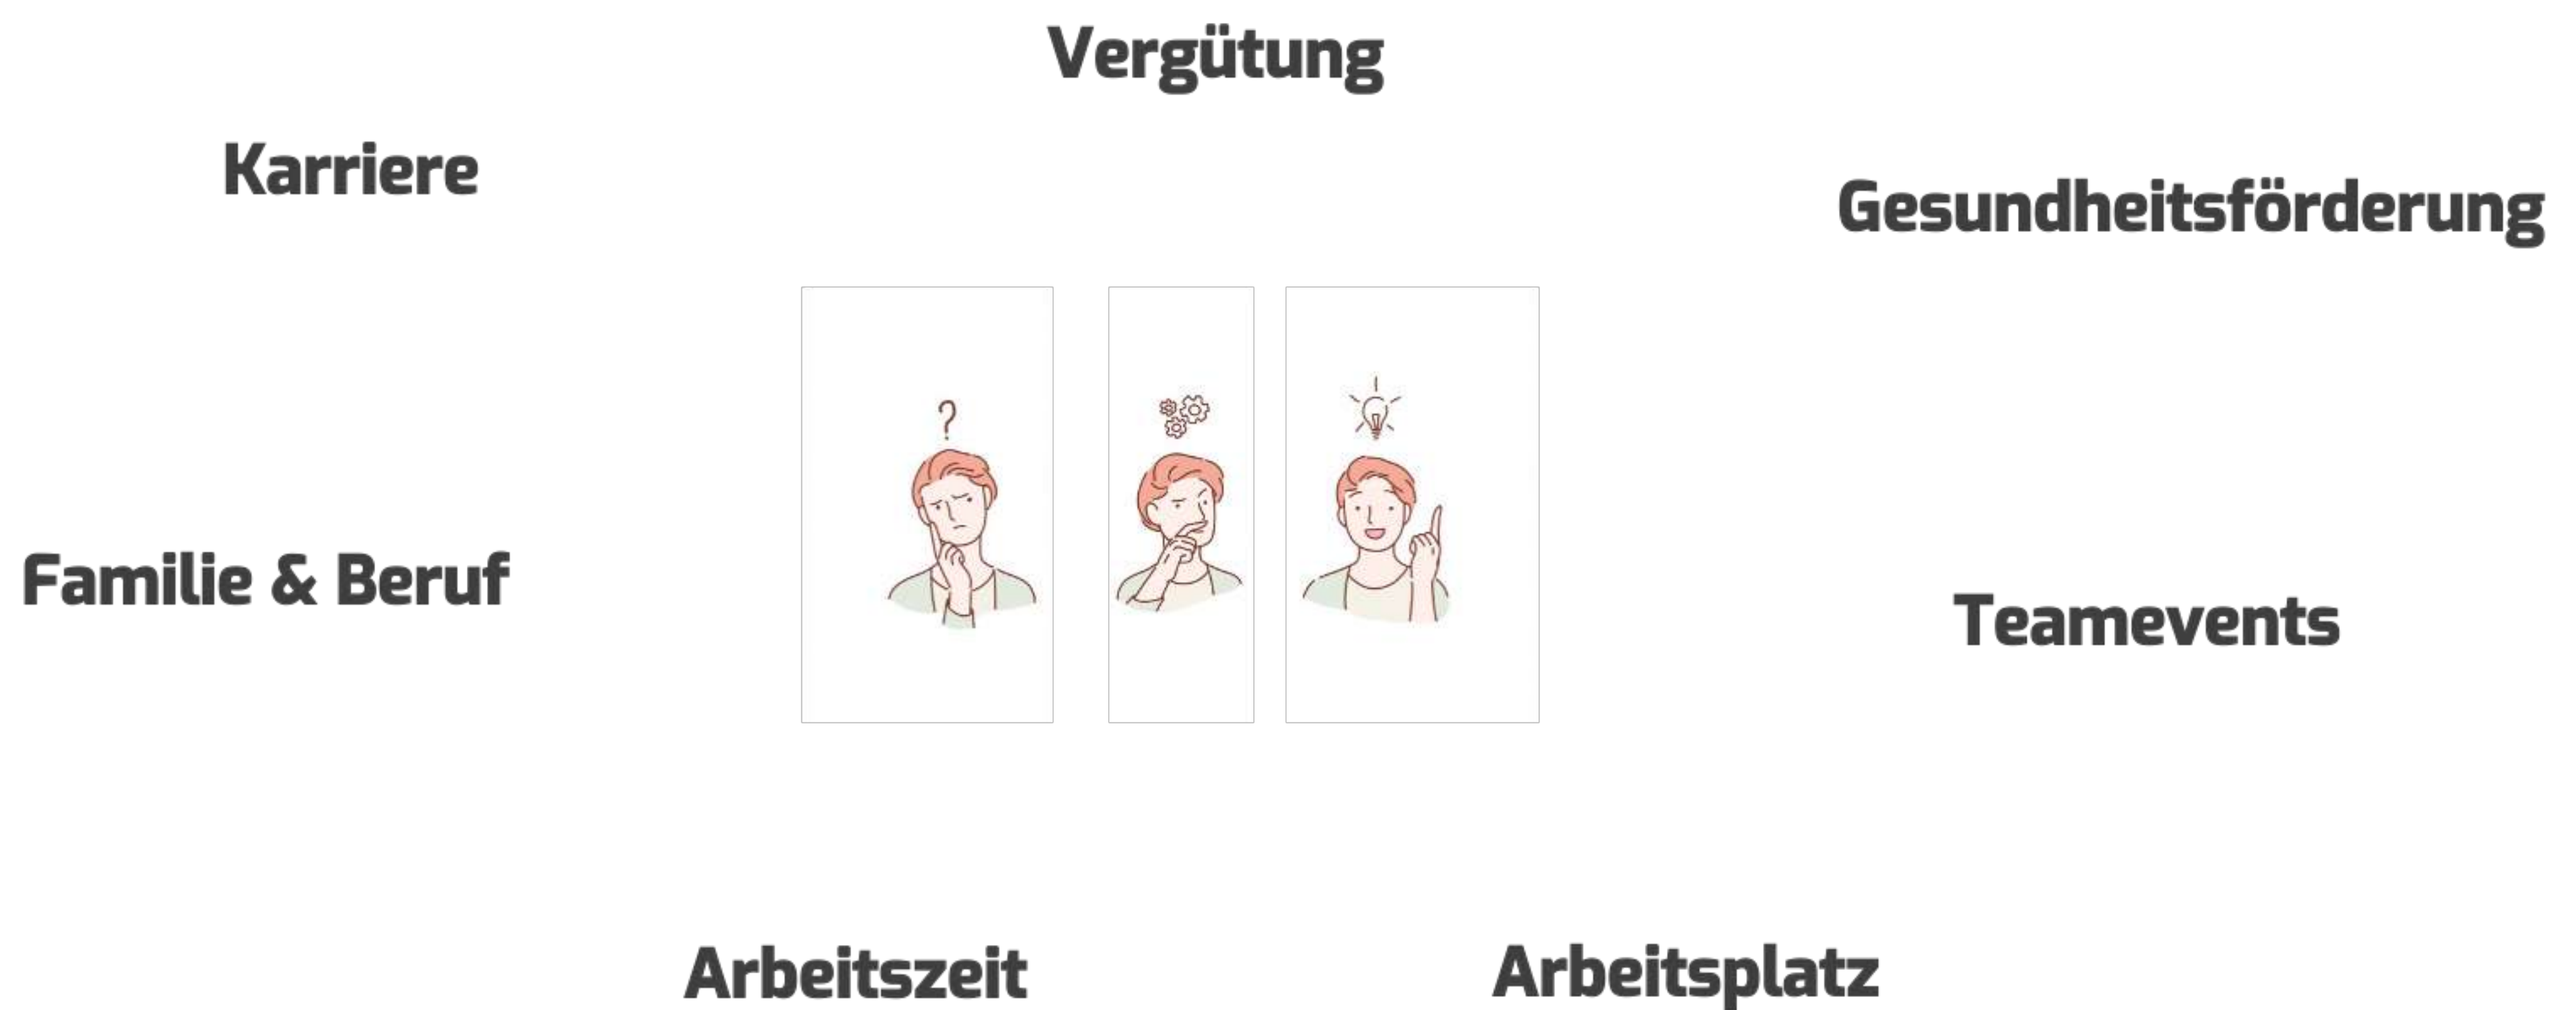 Vergütung
Karriere
Gesundheitsförderung
?
Familie & Beruf
Teamevents
Arbeitszeit
Arbeitsplatz